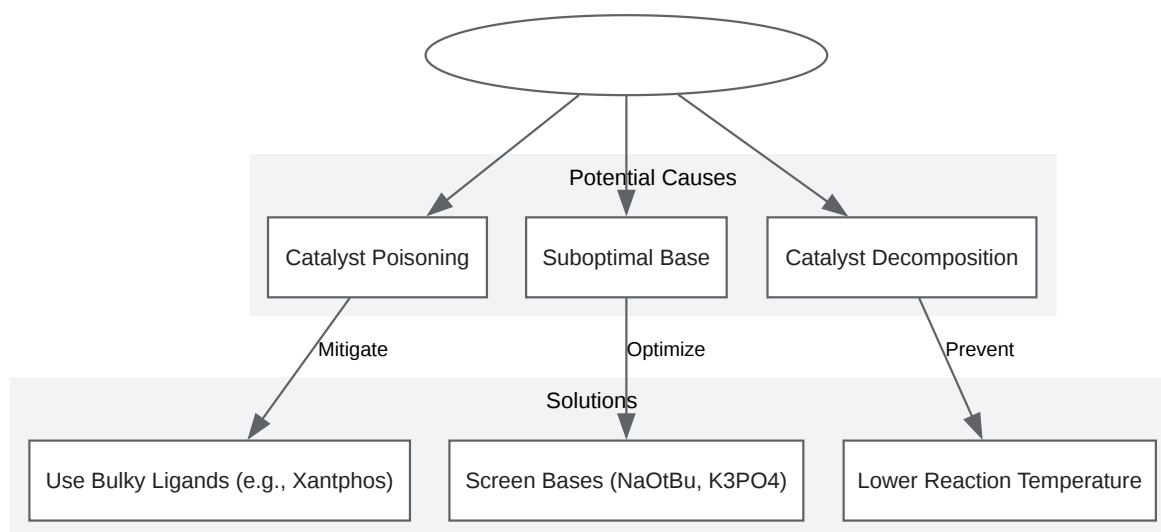 Potential Causes
Catalyst Poisoning
Suboptimal Base
Catalyst Decomposition
Mitigate
Optimize
Prevent
Solutions
Use Bulky Ligands (e.g., Xantphos)
Screen Bases (NaOtBu, K3PO4)
Lower Reaction Temperature